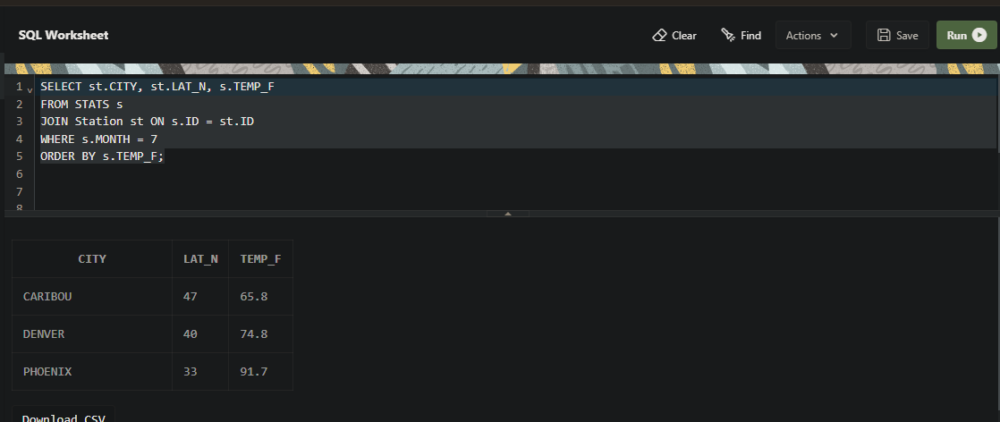 SQL Worksheet
Clear
Find
Actions
Save
Run
1 SELECT st.CITY, st.LAT_N, s.TEMP_F
2 FROM STATS s
3 JOIN Station st ON s.ID = st.ID
4 WHERE s.MONTH = 7
5 ORDER BY s.TEMP_F;
6
7
8
CITY LAT_N TEMP_F
CARIBOU 47 65.8
DENVER 40 74.8
PHOENIX 33 91.7
Download CSV